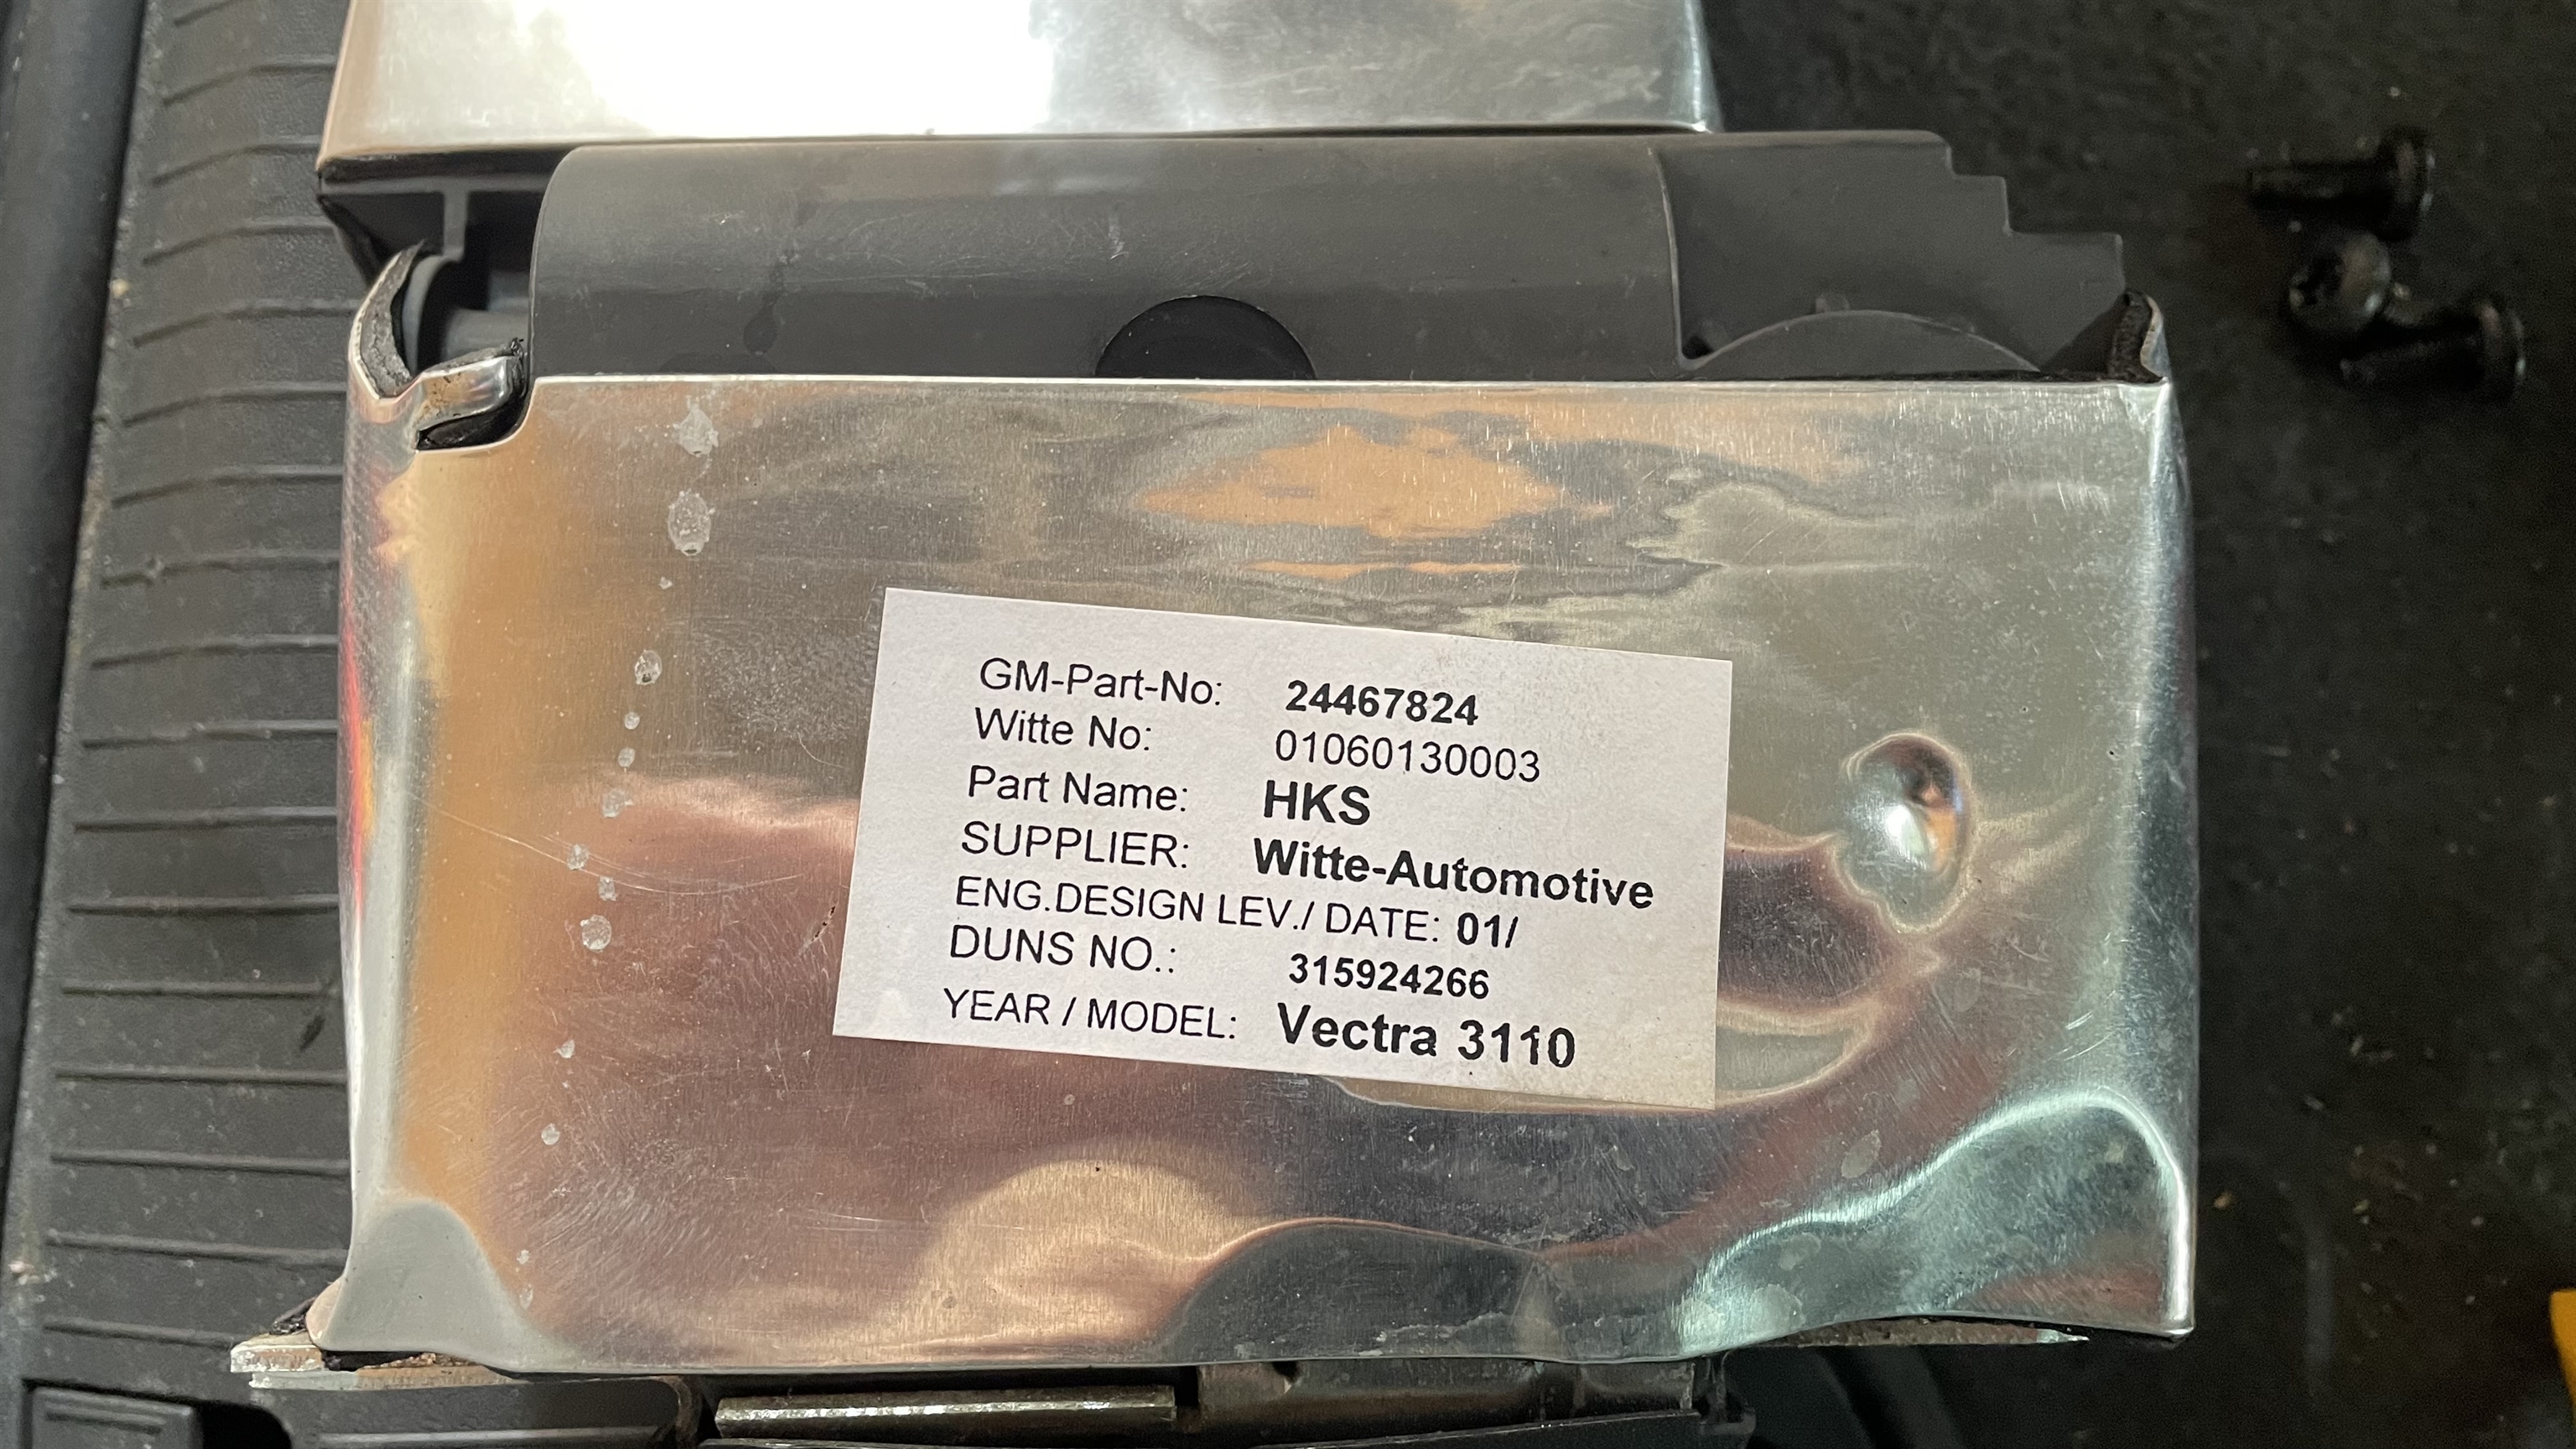 GM-Part-No: 24467824
Witte No: 01060130003
Part Name: HKS
SUPPLIER: Witte-Automotive
ENG.DESIGN LEV./ DATE: 01/
DUNS NO.: 315924266
YEAR / MODEL: Vectra 3110